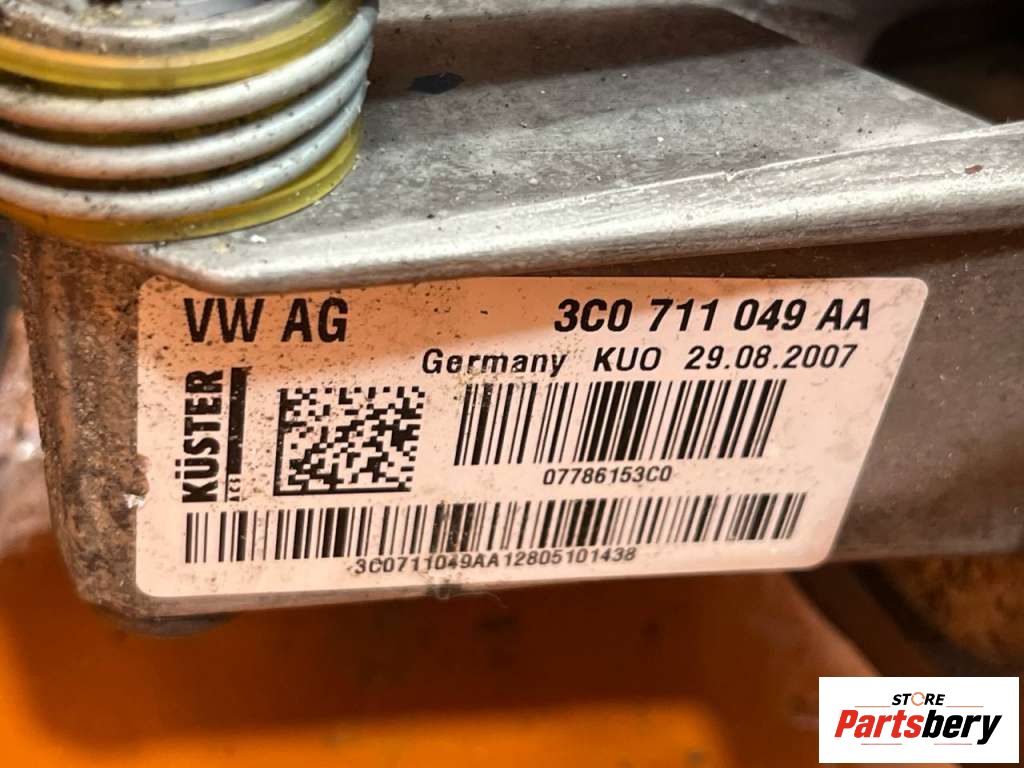 VW AG 3C0 711 049 AA
Germany KUO 29.08.2007
KÜSTER
07786153C0
3C0711049AA12805101438
STORE
Partsbery